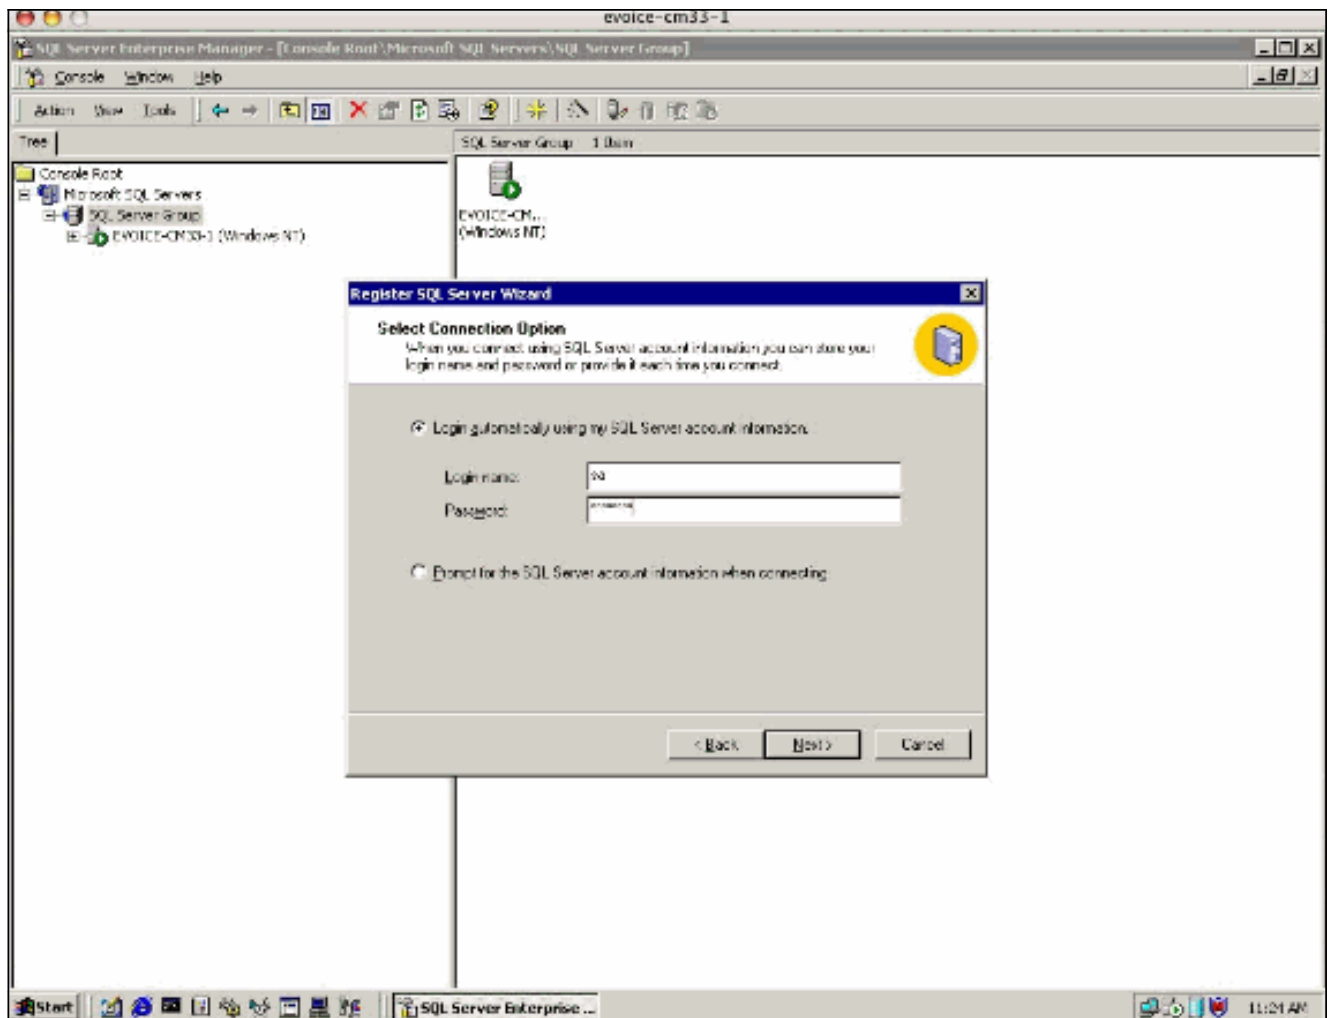 evoice-cm33-1
SQL Server Enterprise Manager - [Console Root\Microsoft SQL Servers\SQL Server Group]
Console Window Help
Action View Tools
Tree
SQL Server Group 1 Item
Console Root
Microsoft SQL Servers
SQL Server Group
EVOICE-CM33-1 (Windows NT)
EVOICE-CM...
(Windows NT)
Register SQL Server Wizard
Select Connection Option
When you connect using SQL Server account information you can store your
login name and password or provide it each time you connect.
Login automatically using my SQL Server account information.
Login name: sa
Password: ********
Prompt for the SQL Server account information when connecting
< Back Next > Cancel
Start SQL Server Enterprise ... 11:24 AM